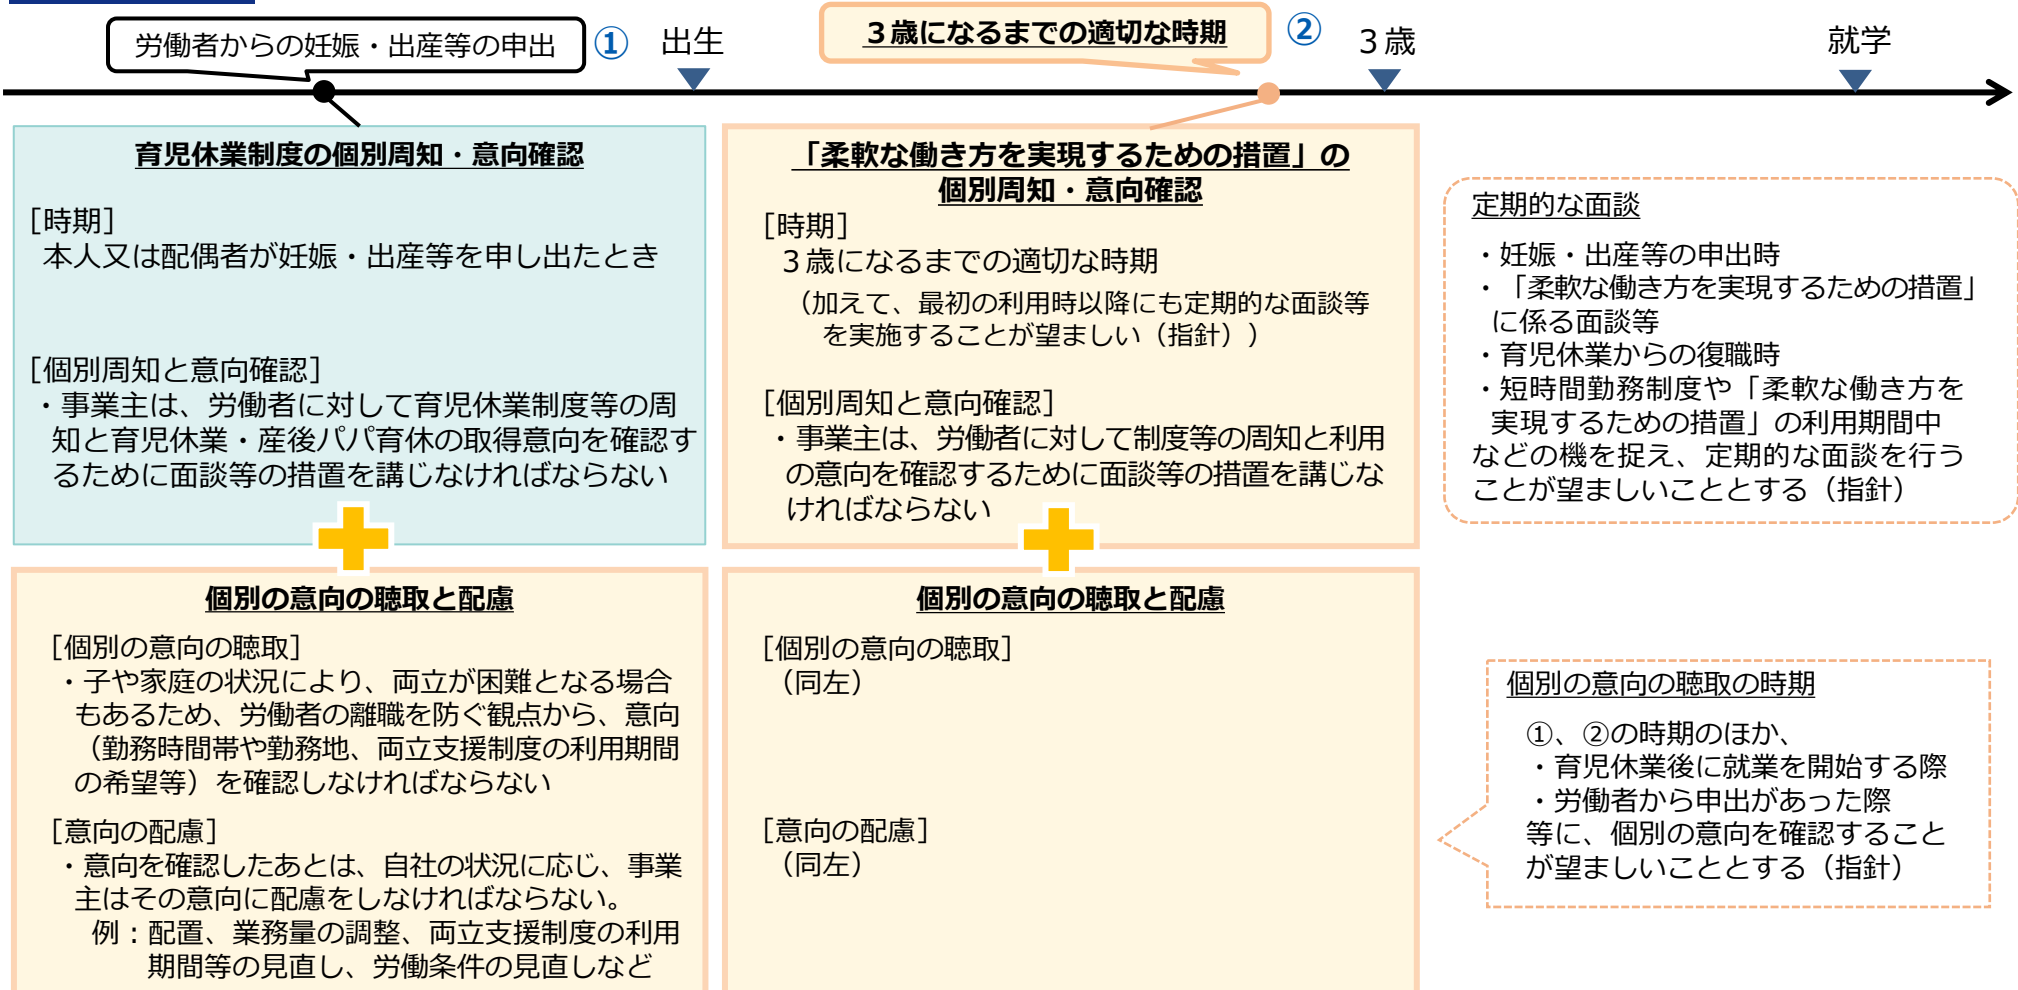 労働者からの妊娠・出産等の申出
①
出生
3歳になるまでの適切な時期
②
3歳
就学
育児休業制度の個別周知・意向確認
［時期］
本人又は配偶者が妊娠・出産等を申し出たとき
［個別周知と意向確認］
・事業主は、労働者に対して育児休業制度等の周
知と育児休業・産後パパ育休の取得意向を確認す
るために面談等の措置を講じなければならない
「柔軟な働き方を実現するための措置」の
個別周知・意向確認
［時期］
3歳になるまでの適切な時期
（加えて、最初の利用時以降にも定期的な面談等
を実施することが望ましい（指針））
［個別周知と意向確認］
・事業主は、労働者に対して制度等の周知と利用
の意向を確認するために面談等の措置を講じな
ければならない
定期的な面談
・妊娠・出産等の申出時
・「柔軟な働き方を実現するための措置」
に係る面談等
・育児休業からの復職時
・短時間勤務制度や「柔軟な働き方を
実現するための措置」の利用期間中
などの機を捉え、定期的な面談を行う
ことが望ましいこととする（指針）
個別の意向の聴取と配慮
［個別の意向の聴取］
・子や家庭の状況により、両立が困難となる場合
もあるため、労働者の離職を防ぐ観点から、意向
（勤務時間帯や勤務地、両立支援制度の利用期間
の希望等）を確認しなければならない
［意向の配慮］
・意向を確認したあとは、自社の状況に応じ、事業
主はその意向に配慮をしなければならない。
例：配置、業務量の調整、両立支援制度の利用
期間等の見直し、労働条件の見直しなど
個別の意向の聴取と配慮
［個別の意向の聴取］
（同左）
［意向の配慮］
（同左）
個別の意向の聴取の時期
①、②の時期のほか、
・育児休業後に就業を開始する際
・労働者から申出があった際
等に、個別の意向を確認すること
が望ましいこととする（指針）